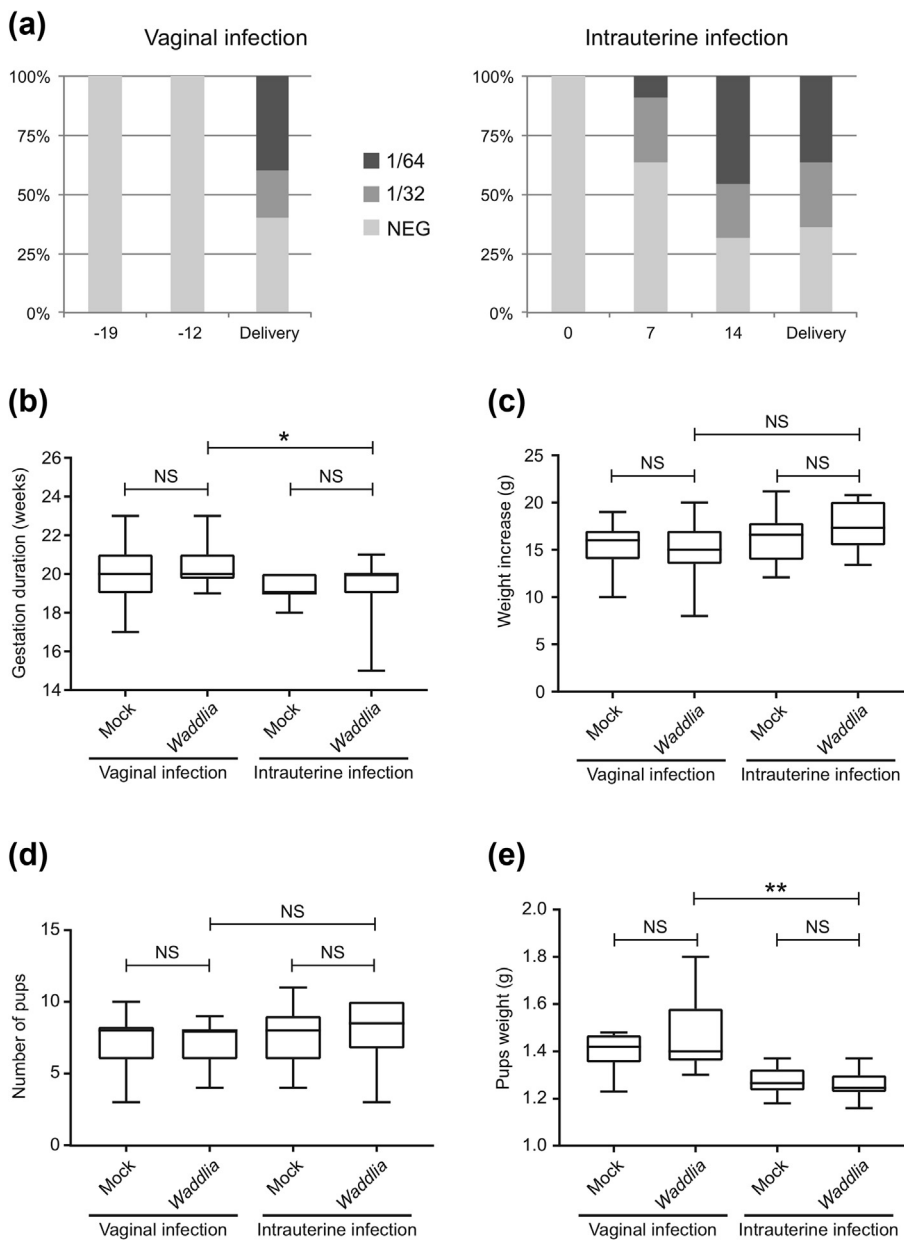 (a)
Vaginal infection
100%
75%
50%
25%
0%
-19 -12 Delivery
1/64
1/32
NEG
Intrauterine infection
100%
75%
50%
25%
0%
0 7 14 Delivery
(b)
Gestation duration (weeks)
26
24
22
20
18
16
14
*
NS
NS
Mock Waddlia Mock Waddlia
Vaginal infection Intrauterine infection
(c)
Weight increase (g)
25
20
15
10
5
0
NS
NS
NS
Mock Waddlia Mock Waddlia
Vaginal infection Intrauterine infection
(d)
Number of pups
15
10
5
0
NS
NS
NS
Mock Waddlia Mock Waddlia
Vaginal infection Intrauterine infection
(e)
Pups weight (g)
2.0
1.8
1.6
1.4
1.2
1.0
**
NS
NS
Mock Waddlia Mock Waddlia
Vaginal infection Intrauterine infection